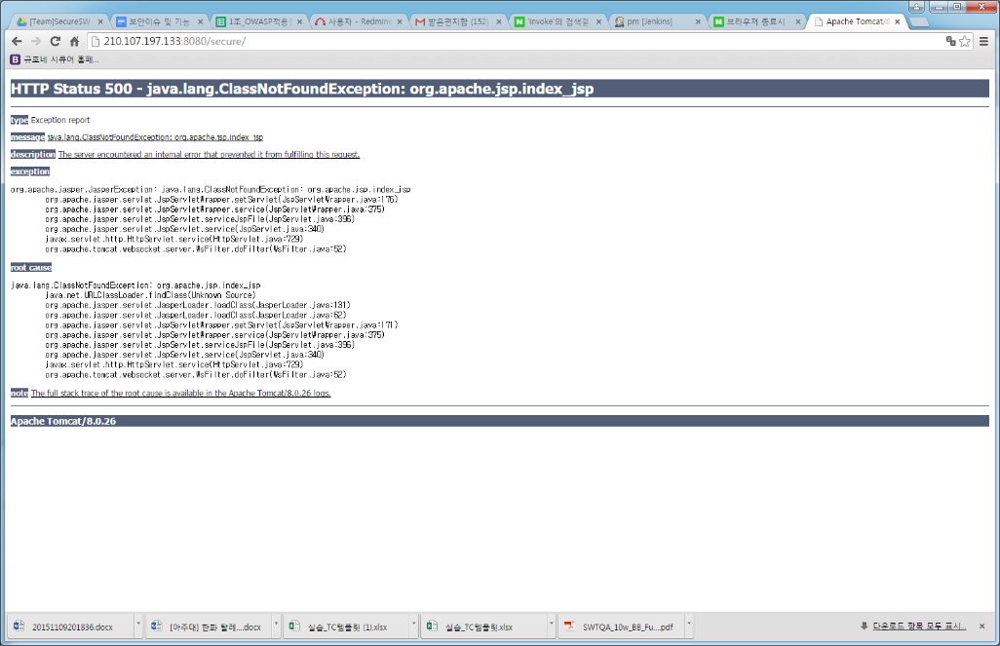 [Team]SecureSW
보안이슈 및 기능
1조_OWASP적용
사용자 - Redmine
받은편지함 (152)
'invoke'의 검색결
pm [Jenkins]
브라우저 종료시
Apache Tomcat/8
210.107.197.133:8080/secure/
규호네 시큐어 홈페...
HTTP Status 500 - java.lang.ClassNotFoundException: org.apache.jsp.index_jsp
type Exception report
message java.lang.ClassNotFoundException: org.apache.jsp.index_jsp
description The server encountered an internal error that prevented it from fulfilling this request.
exception
org.apache.jasper.JasperException: java.lang.ClassNotFoundException: org.apache.jsp.index_jsp
org.apache.jasper.servlet.JspServletWrapper.getServlet(JspServletWrapper.java:176)
org.apache.jasper.servlet.JspServletWrapper.service(JspServletWrapper.java:375)
org.apache.jasper.servlet.JspServlet.serviceJspFile(JspServlet.java:396)
org.apache.jasper.servlet.JspServlet.service(JspServlet.java:340)
javax.servlet.http.HttpServlet.service(HttpServlet.java:729)
org.apache.tomcat.websocket.server.WsFilter.doFilter(WsFilter.java:52)
root cause
java.lang.ClassNotFoundException: org.apache.jsp.index_jsp
java.net.URLClassLoader.findClass(Unknown Source)
org.apache.jasper.servlet.JasperLoader.loadClass(JasperLoader.java:131)
org.apache.jasper.servlet.JasperLoader.loadClass(JasperLoader.java:62)
org.apache.jasper.servlet.JspServletWrapper.getServlet(JspServletWrapper.java:171)
org.apache.jasper.servlet.JspServletWrapper.service(JspServletWrapper.java:375)
org.apache.jasper.servlet.JspServlet.serviceJspFile(JspServlet.java:396)
org.apache.jasper.servlet.JspServlet.service(JspServlet.java:340)
javax.servlet.http.HttpServlet.service(HttpServlet.java:729)
org.apache.tomcat.websocket.server.WsFilter.doFilter(WsFilter.java:52)
note The full stack trace of the root cause is available in the Apache Tomcat/8.0.26 logs.
Apache Tomcat/8.0.26
20151109201836.docx
[아주대] 한화 탈레....docx
실습_TC템플릿 (1).xlsx
실습_TC템플릿.xlsx
SWTQA_10w_BB_Fu....pdf
다운로드 항목 모두 표시...